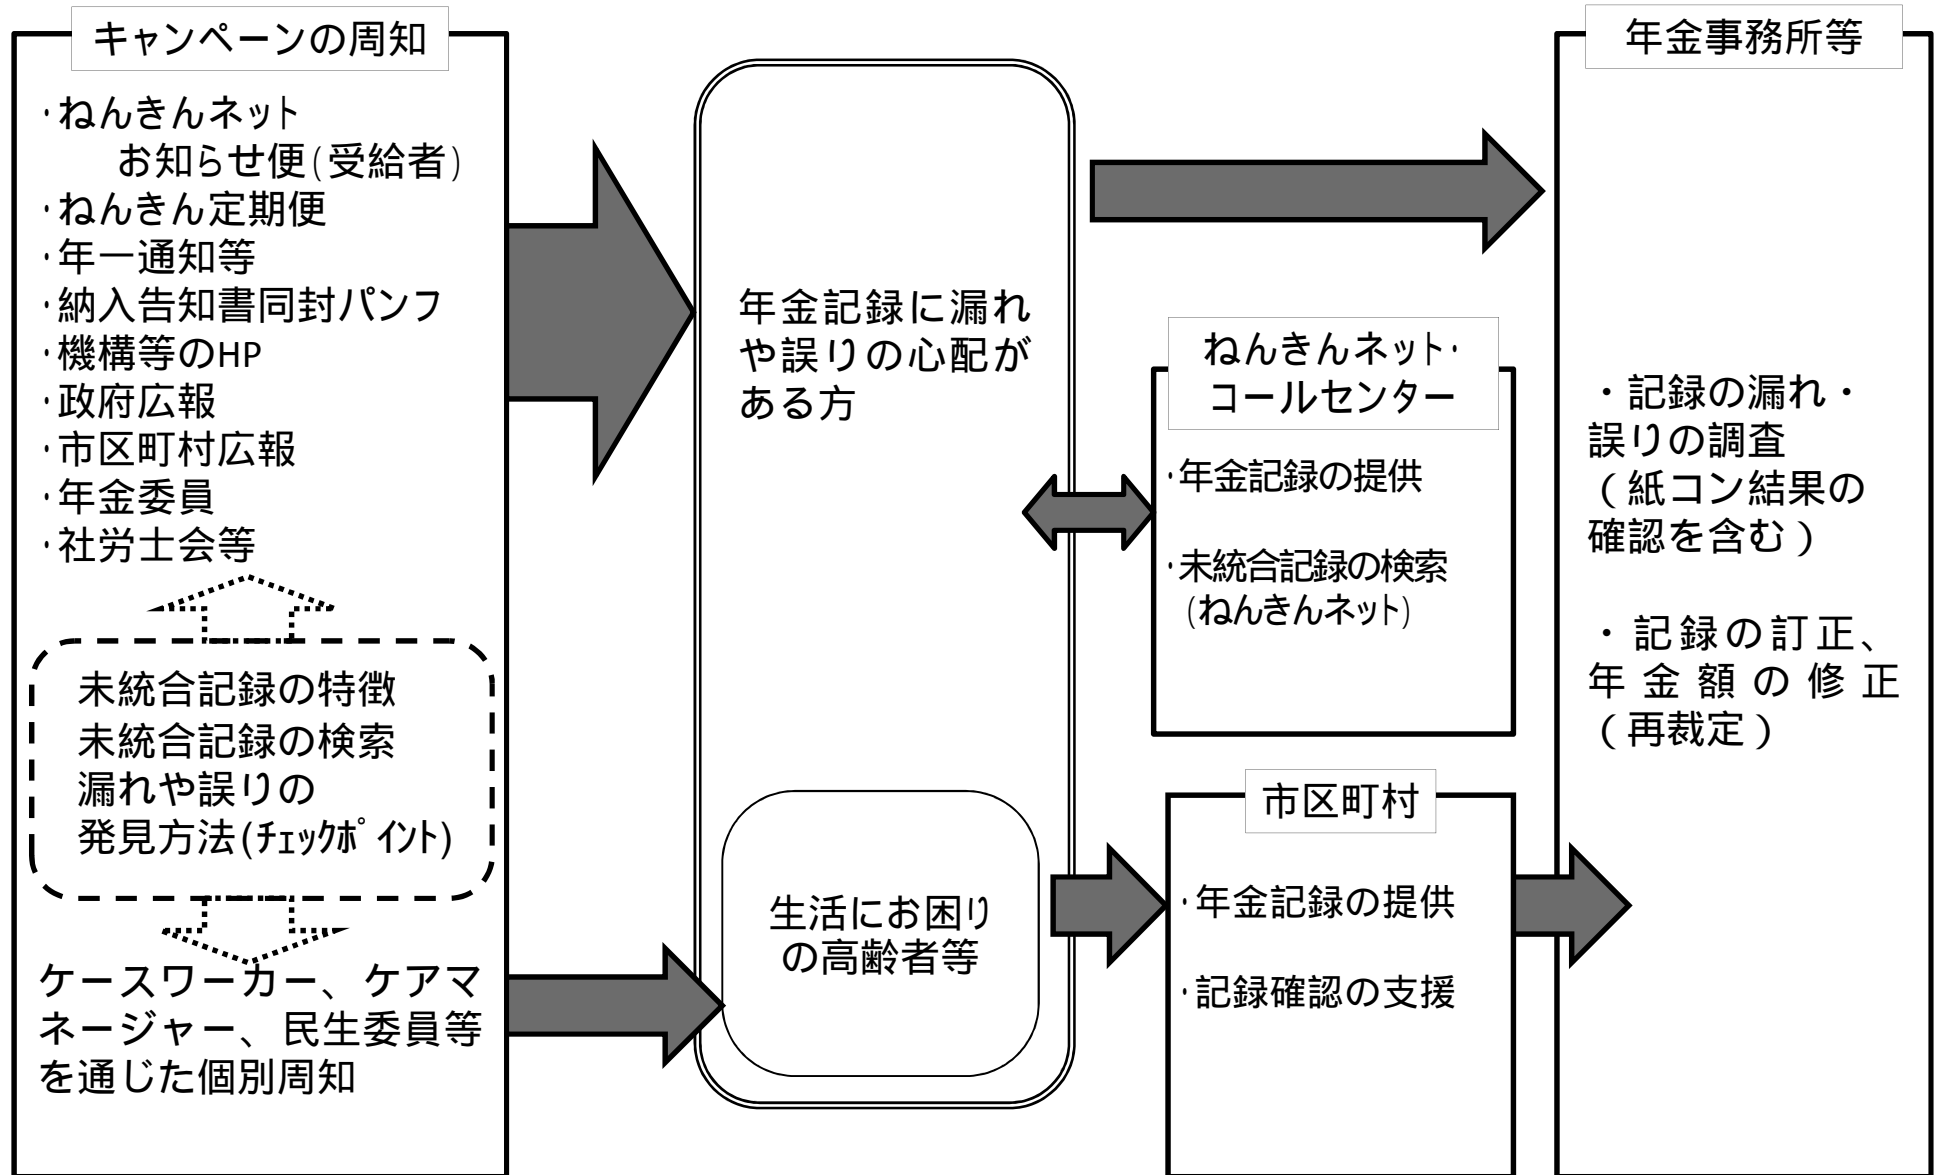 キャンペーンの周知
・ねんきんネット
お知らせ便(受給者)
・ねんきん定期便
・年一通知等
・納入告知書同封パンフ
・機構等のHP
・政府広報
・市区町村広報
・年金委員
・社労士会等
未統合記録の特徴
未統合記録の検索
漏れや誤りの
発見方法(ﾁｪｯｸﾎﾟｲﾝﾄ)
ケースワーカー、ケアマ
ネージャー、民生委員等
を通じた個別周知
年金記録に漏れ
や誤りの心配が
ある方
生活にお困り
の高齢者等
ねんきんネット・
コールセンター
・年金記録の提供
・未統合記録の検索
(ねんきんネット)
市区町村
・年金記録の提供
・記録確認の支援
年金事務所等
・記録の漏れ・
誤りの調査
（紙コン結果の
確認を含む）
・記録の訂正、
年金額の修正
（再裁定）